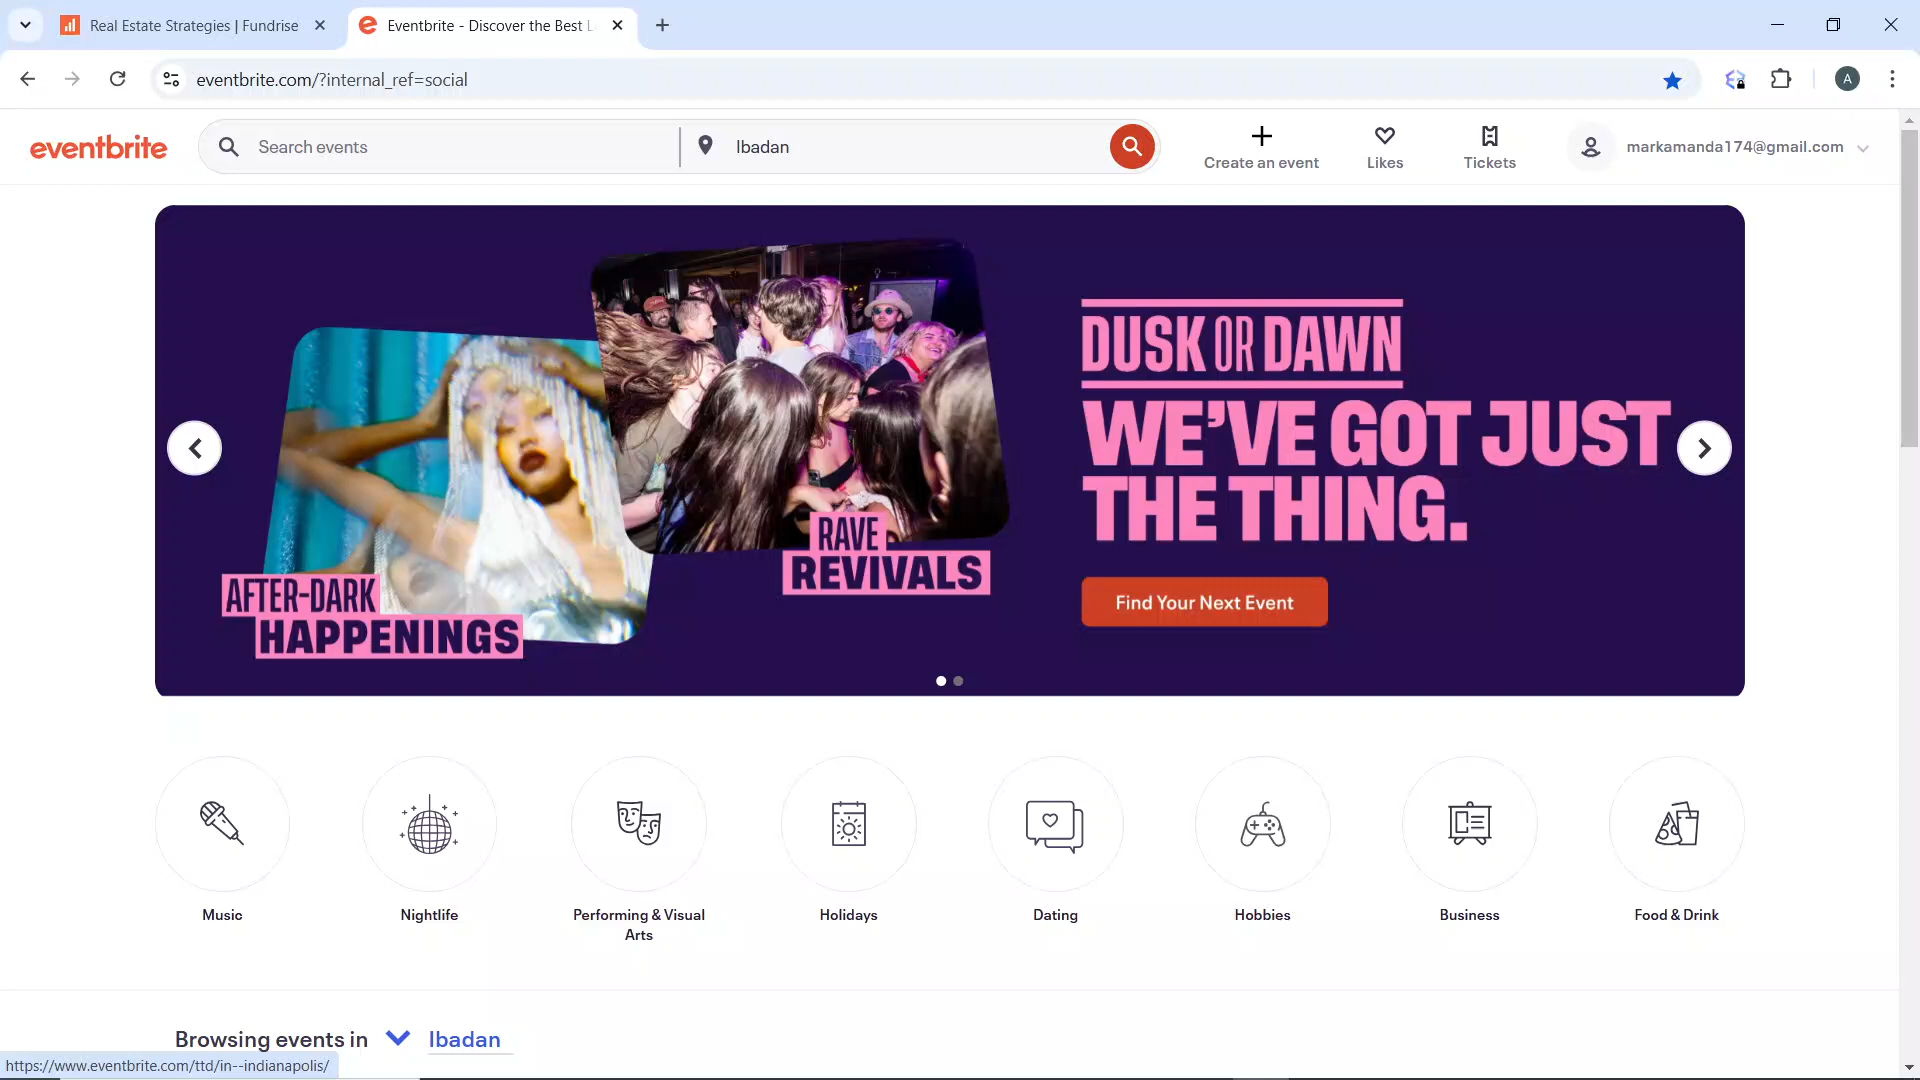 Real Estate Strategies | Fundrise
Eventbrite - Discover the Best L
eventbrite.com/?internal_ref=social
A
eventbrite
Search events
Ibadan
Create an event
Likes
Tickets
markamanda174@gmail.com
DUSK OR DAWN
WE'VE GOT JUST
THE THING.
RAVE
REVIVALS
AFTER-DARK
HAPPENINGS
Find Your Next Event
Music
Nightlife
Performing & Visual
Arts
Holidays
Dating
Hobbies
Business
Food & Drink
Browsing events in Ibadan
https://www.eventbrite.com/ttd/in--indianapolis/